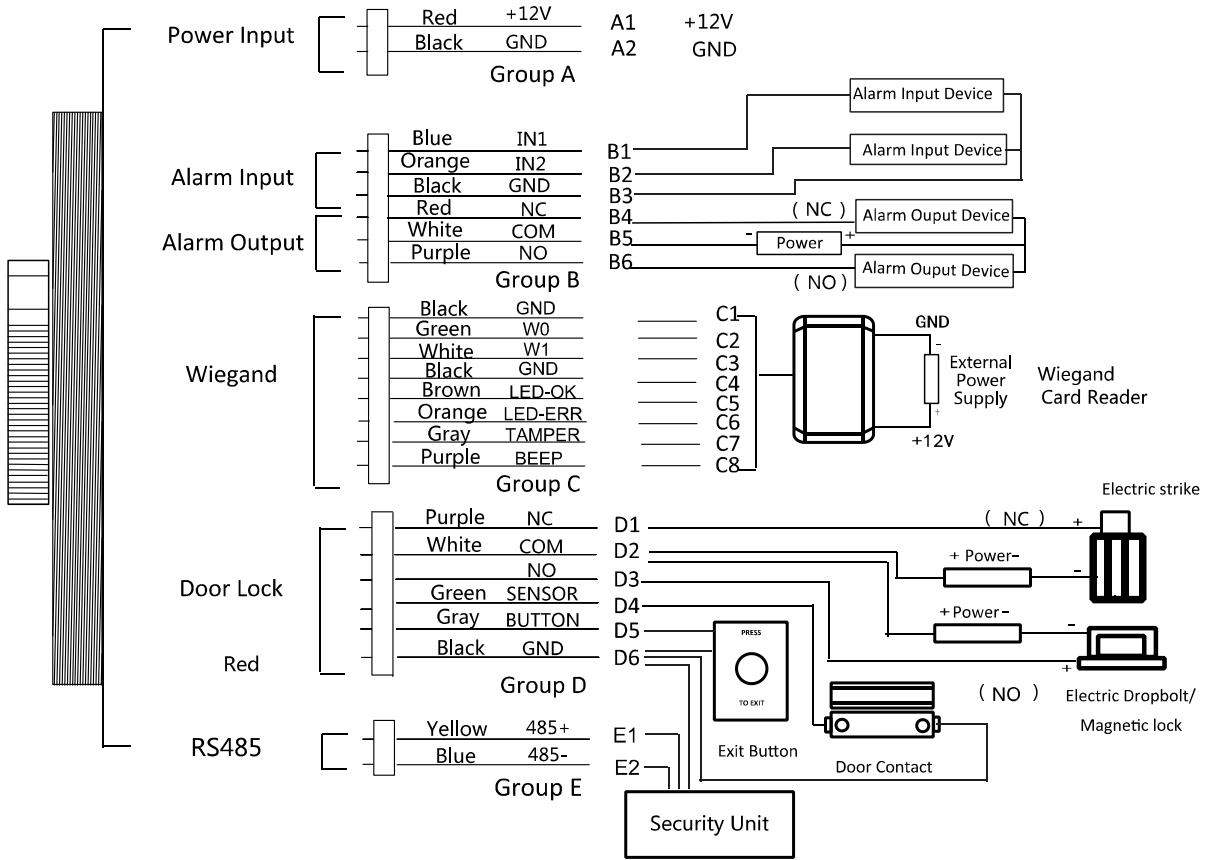 Power Input
Red +12V A1 +12V
Black GND A2 GND
Group A
Alarm Input
Alarm Output
Blue IN1 B1
Orange IN2 B2
Black GND B3
Red NC B4
White COM B5
Purple NO B6
Group B
Alarm Input Device
Alarm Input Device
( NC ) Alarm Ouput Device
- Power +
( NO ) Alarm Ouput Device
Wiegand
Black GND C1
Green W0 C2
White W1 C3
Black GND C4
Brown LED-OK C5
Orange LED-ERR C6
Gray TAMPER C7
Purple BEEP C8
Group C
GND
-
External
Power
Supply
+
+12V
Wiegand
Card Reader
Door Lock
Red
Purple NC D1
White COM D2
NO D3
Green SENSOR D4
Gray BUTTON D5
Black GND D6
Group D
Electric strike
( NC ) +
+ Power- -
+ Power - -
+
( NO )
Electric Dropbolt/
Magnetic lock
PRESS
TO EXIT
Exit Button
Door Contact
RS485
Yellow 485+ E1
Blue 485- E2
Group E
Security Unit